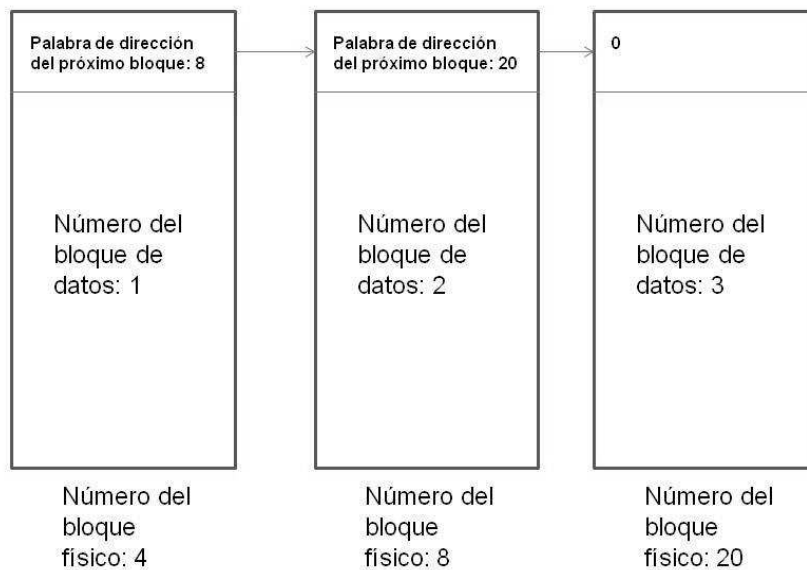 Palabra de dirección
del próximo bloque: 8
Palabra de dirección
del próximo bloque: 20
0
Número del
bloque de
datos: 1
Número del
bloque de
datos: 2
Número del
bloque de
datos: 3
Número del
bloque
físico: 4
Número del
bloque
físico: 8
Número del
bloque
físico: 20